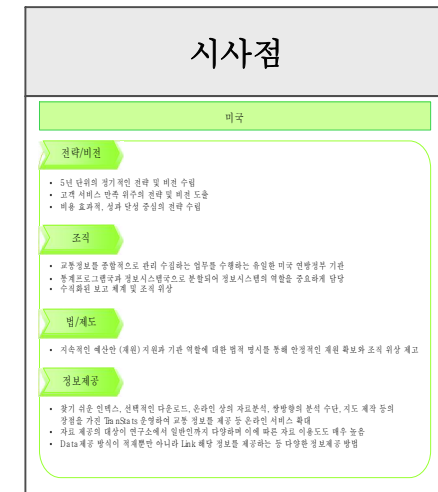 시사점
미국
전략/비전
• 5년 단위의 정기적인 전략 및 비전 수립
• 고객 서비스 만족 위주의 전략 및 비전 도출
• 비용 효과적, 성과 달성 중심의 전략 수립
조직
• 교통정보를 종합적으로 관리 수집하는 업무를 수행하는 유일한 미국 연방정부 기관
• 통계프로그램국과 정보시스템국으로 분할되어 정보시스템의 역할을 중요하게 담당
• 수직화된 보고 체계 및 조직 위상
법/제도
• 지속적인 예산안 (재원) 지원과 기관 역할에 대한 법적 명시를 통해 안정적인 재원 확보와 조직 위상 제고
정보제공
• 찾기 쉬운 인덱스, 선택적인 다운로드, 온라인 상의 자료분석, 쌍방향의 분석 수단, 지도 제작 등의
장점을 가진 TranStats 운영하여 교통 정보를 제공 등 온라인 서비스 확대
• 자료 제공의 대상이 연구소에서 일반인까지 다양하며 이에 따른 자료 이용도도 매우 높음
• Data제공 방식이 적재뿐만 아니라 Link 해당 정보를 제공하는 등 다양한 정보제공 방법